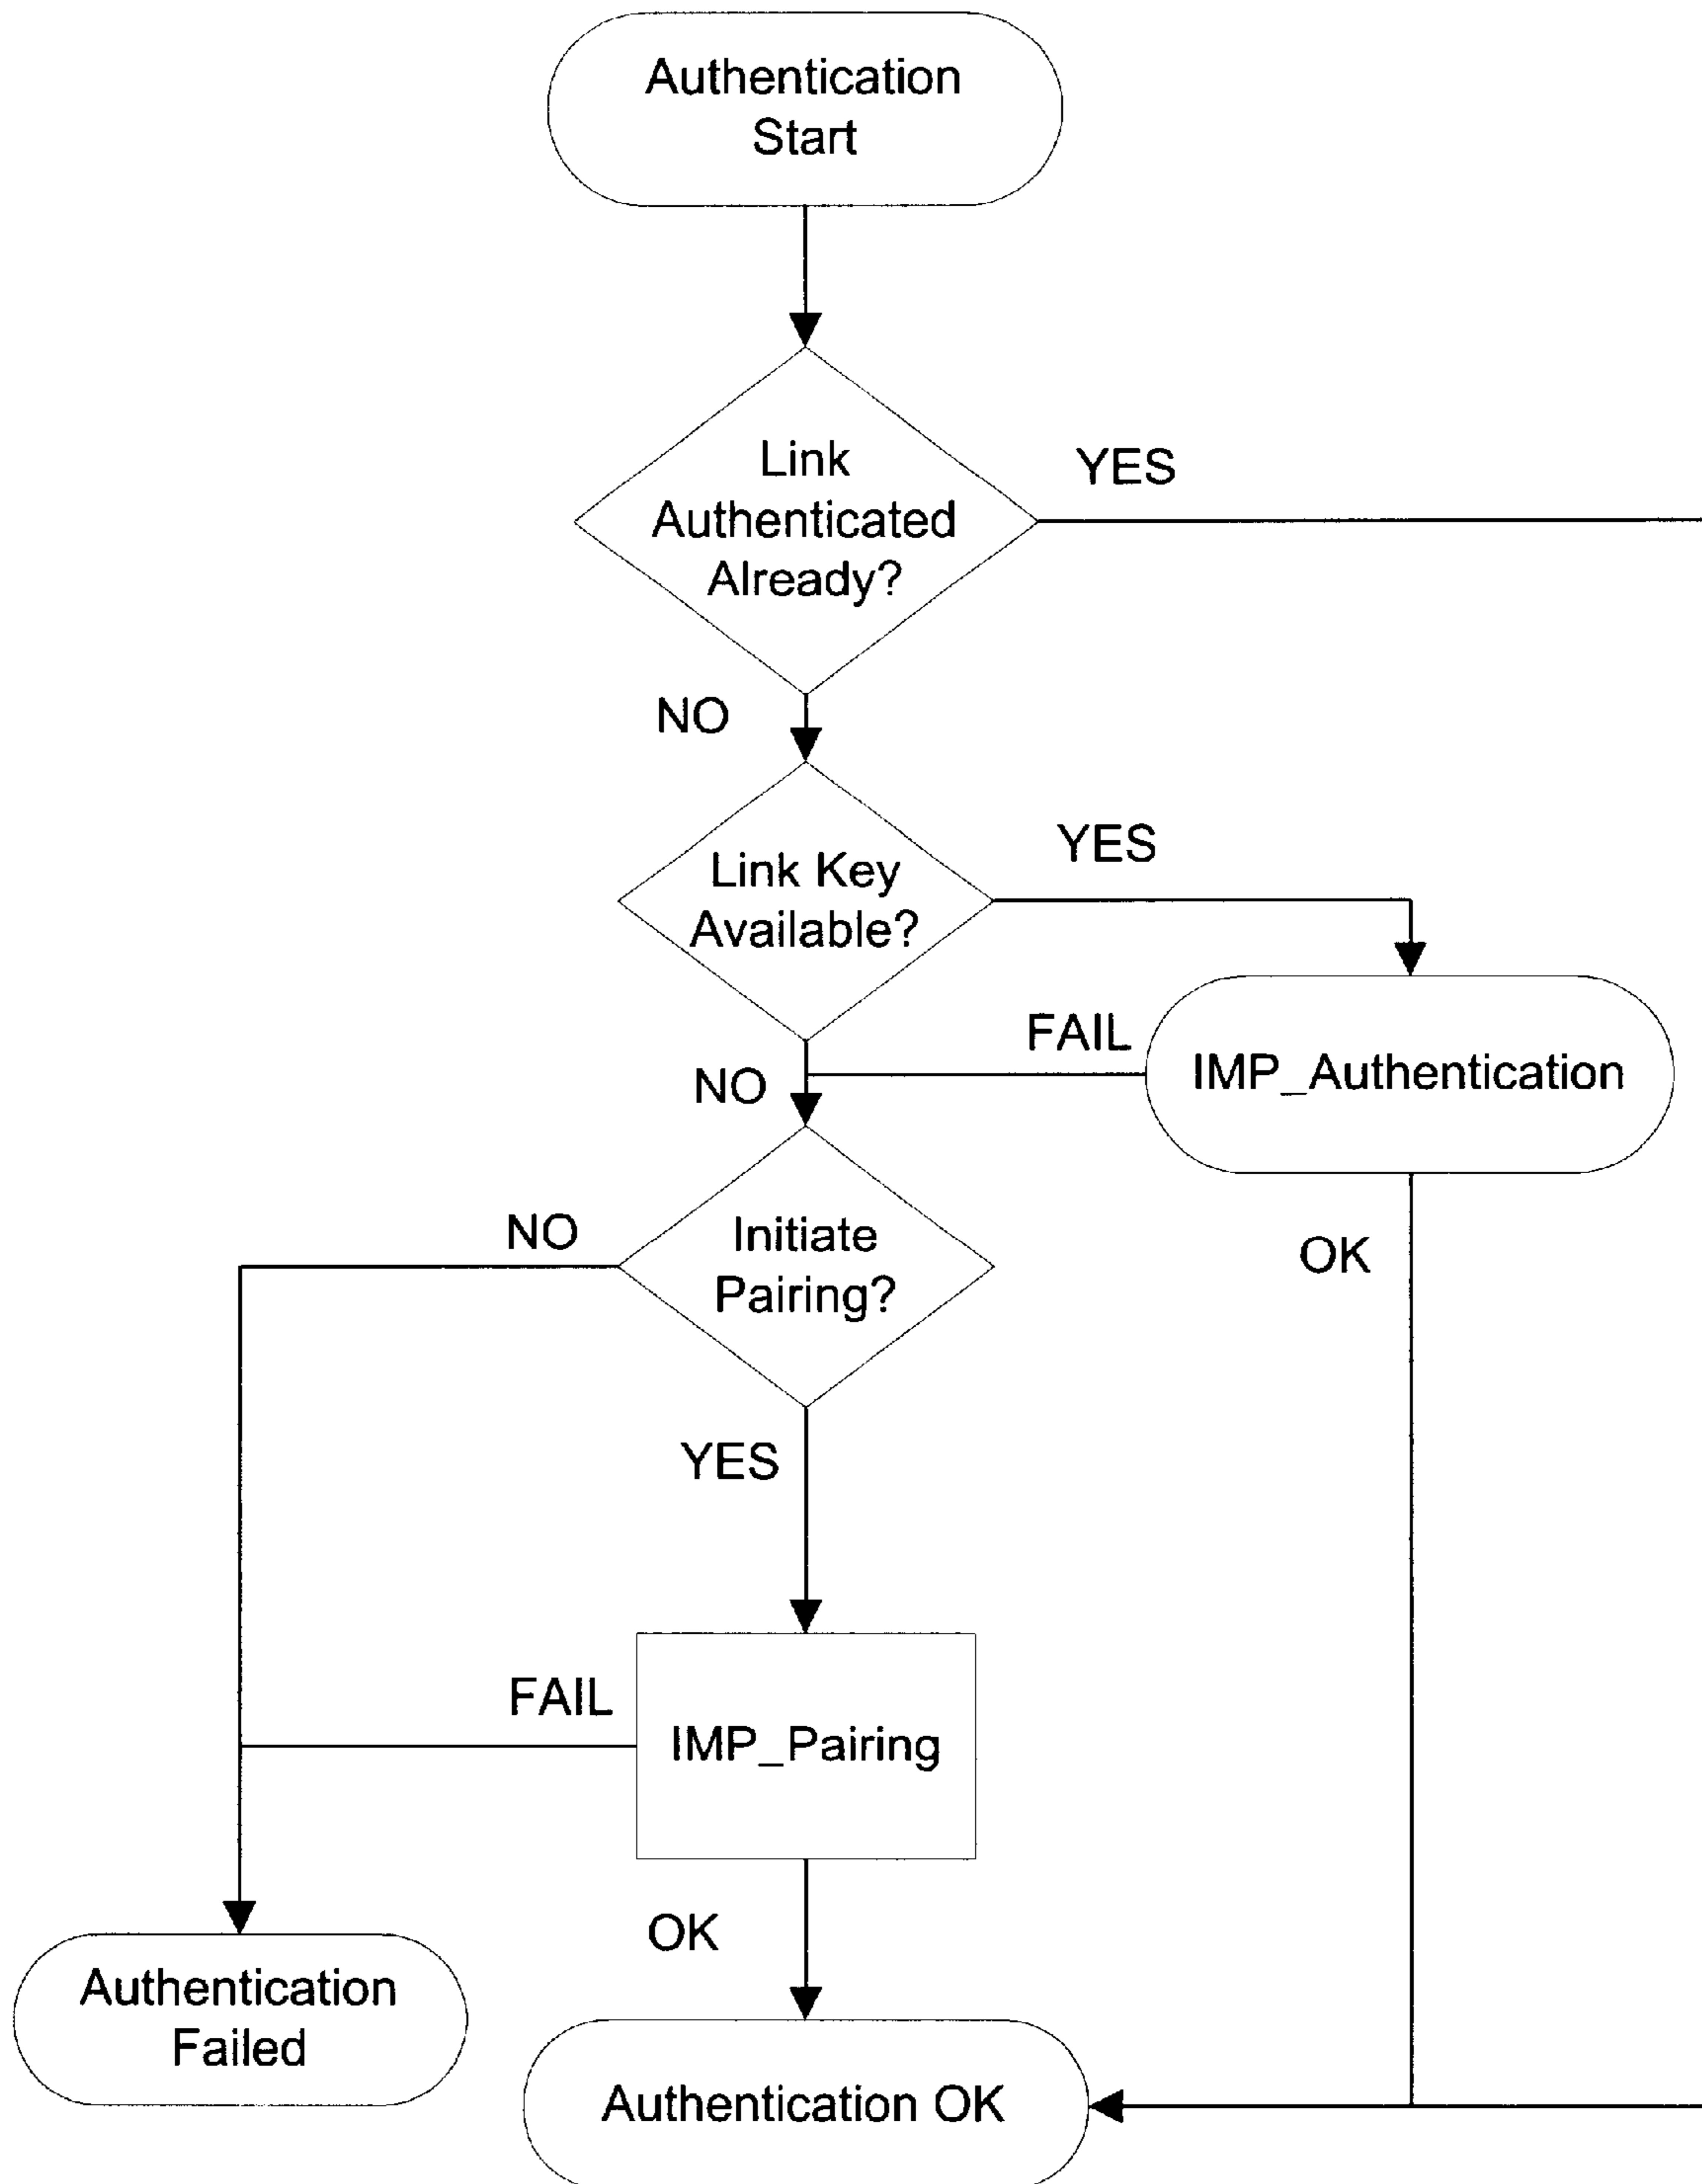 Authentication
Start
Link
Authenticated
Already?
YES
NO
Link Key
Available?
YES
FAIL
IMP_Authentication
NO
NO
Initiate
Pairing?
OK
YES
FAIL
IMP_Pairing
OK
Authentication
Failed
Authentication OK